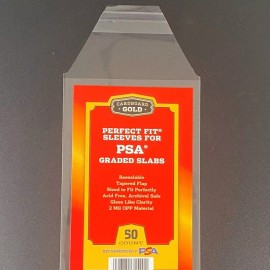 CARDBOARD
GOLD
PERFECT FIT®
SLEEVES FOR
PSA®
GRADED SLABS
Resealable
Tapered Flap
Sized to Fit Perfectly
Acid Free, Archival Safe
Glass Like Clarity
2 Mil OPP Material
50
COUNT
PSA